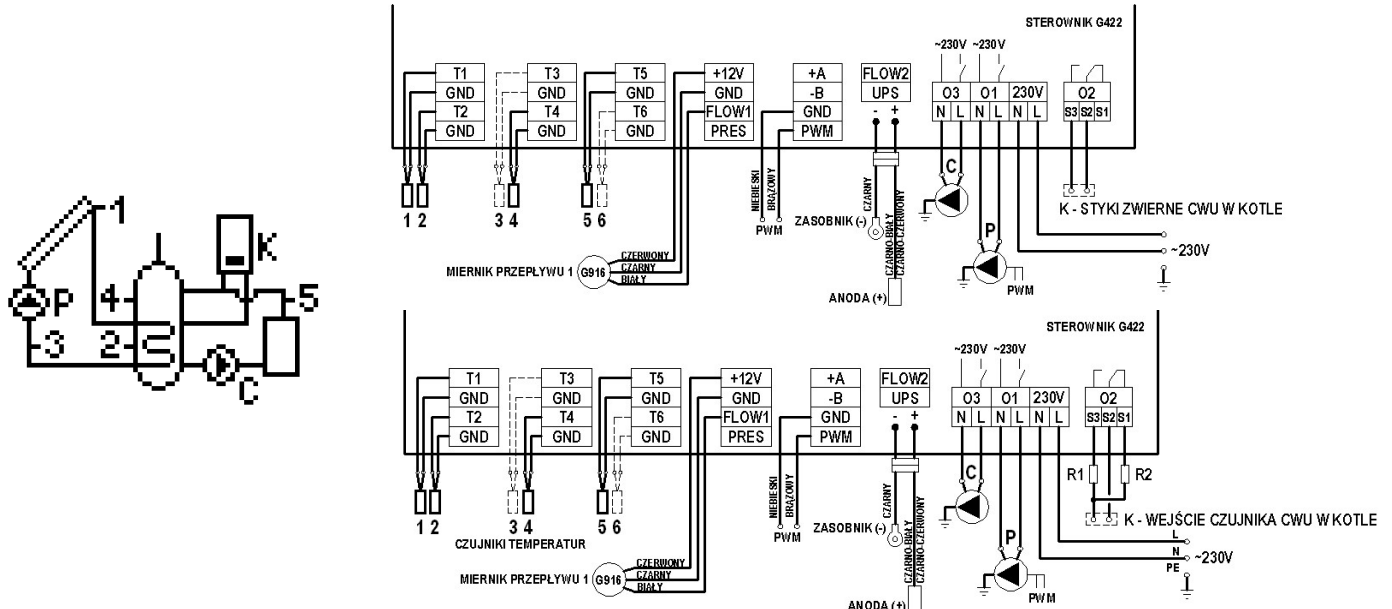 1
K
P
4
5
3
2
C
STEROWNIK G422
~230V ~230V
T1 T3 T5 +12V +A FLOW2
GND GND GND GND -B UPS
T2 T4 T6 FLOW1 GND - +
GND GND GND PRES PWM
O3 O1 230V O2
N L N L N L S3 S2 S1
NIEBIESKI
BRĄZOWY
CZARNY
CZARNO-BIAŁY
CZARNO-CZERWONY
C
1 2 3 4 5 6
PWM
ZASOBNIK (-)
K - STYKI ZWIERNE CWU W KOTLE
P
~230V
CZERWONY
CZARNY
BIAŁY
MIERNIK PRZEPŁYWU 1 G916
PWM
ANODA (+)
STEROWNIK G422
~230V ~230V
T1 T3 T5 +12V +A FLOW2
GND GND GND GND -B UPS
T2 T4 T6 FLOW1 GND - +
GND GND GND PRES PWM
O3 O1 230V O2
N L N L N L S3 S2 S1
NIEBIESKI
BRĄZOWY
CZARNY
CZARNO-BIAŁY
CZARNO-CZERWONY
C
R1 R2
1 2 3 4 5 6
PWM
ZASOBNIK (-)
K - WEJŚCIE CZUJNIKA CWU W KOTLE
CZUJNIKI TEMPERATUR
P
L
N
PE
~230V
CZERWONY
CZARNY
BIAŁY
MIERNIK PRZEPŁYWU 1 G916
PWM
ANODA (+)